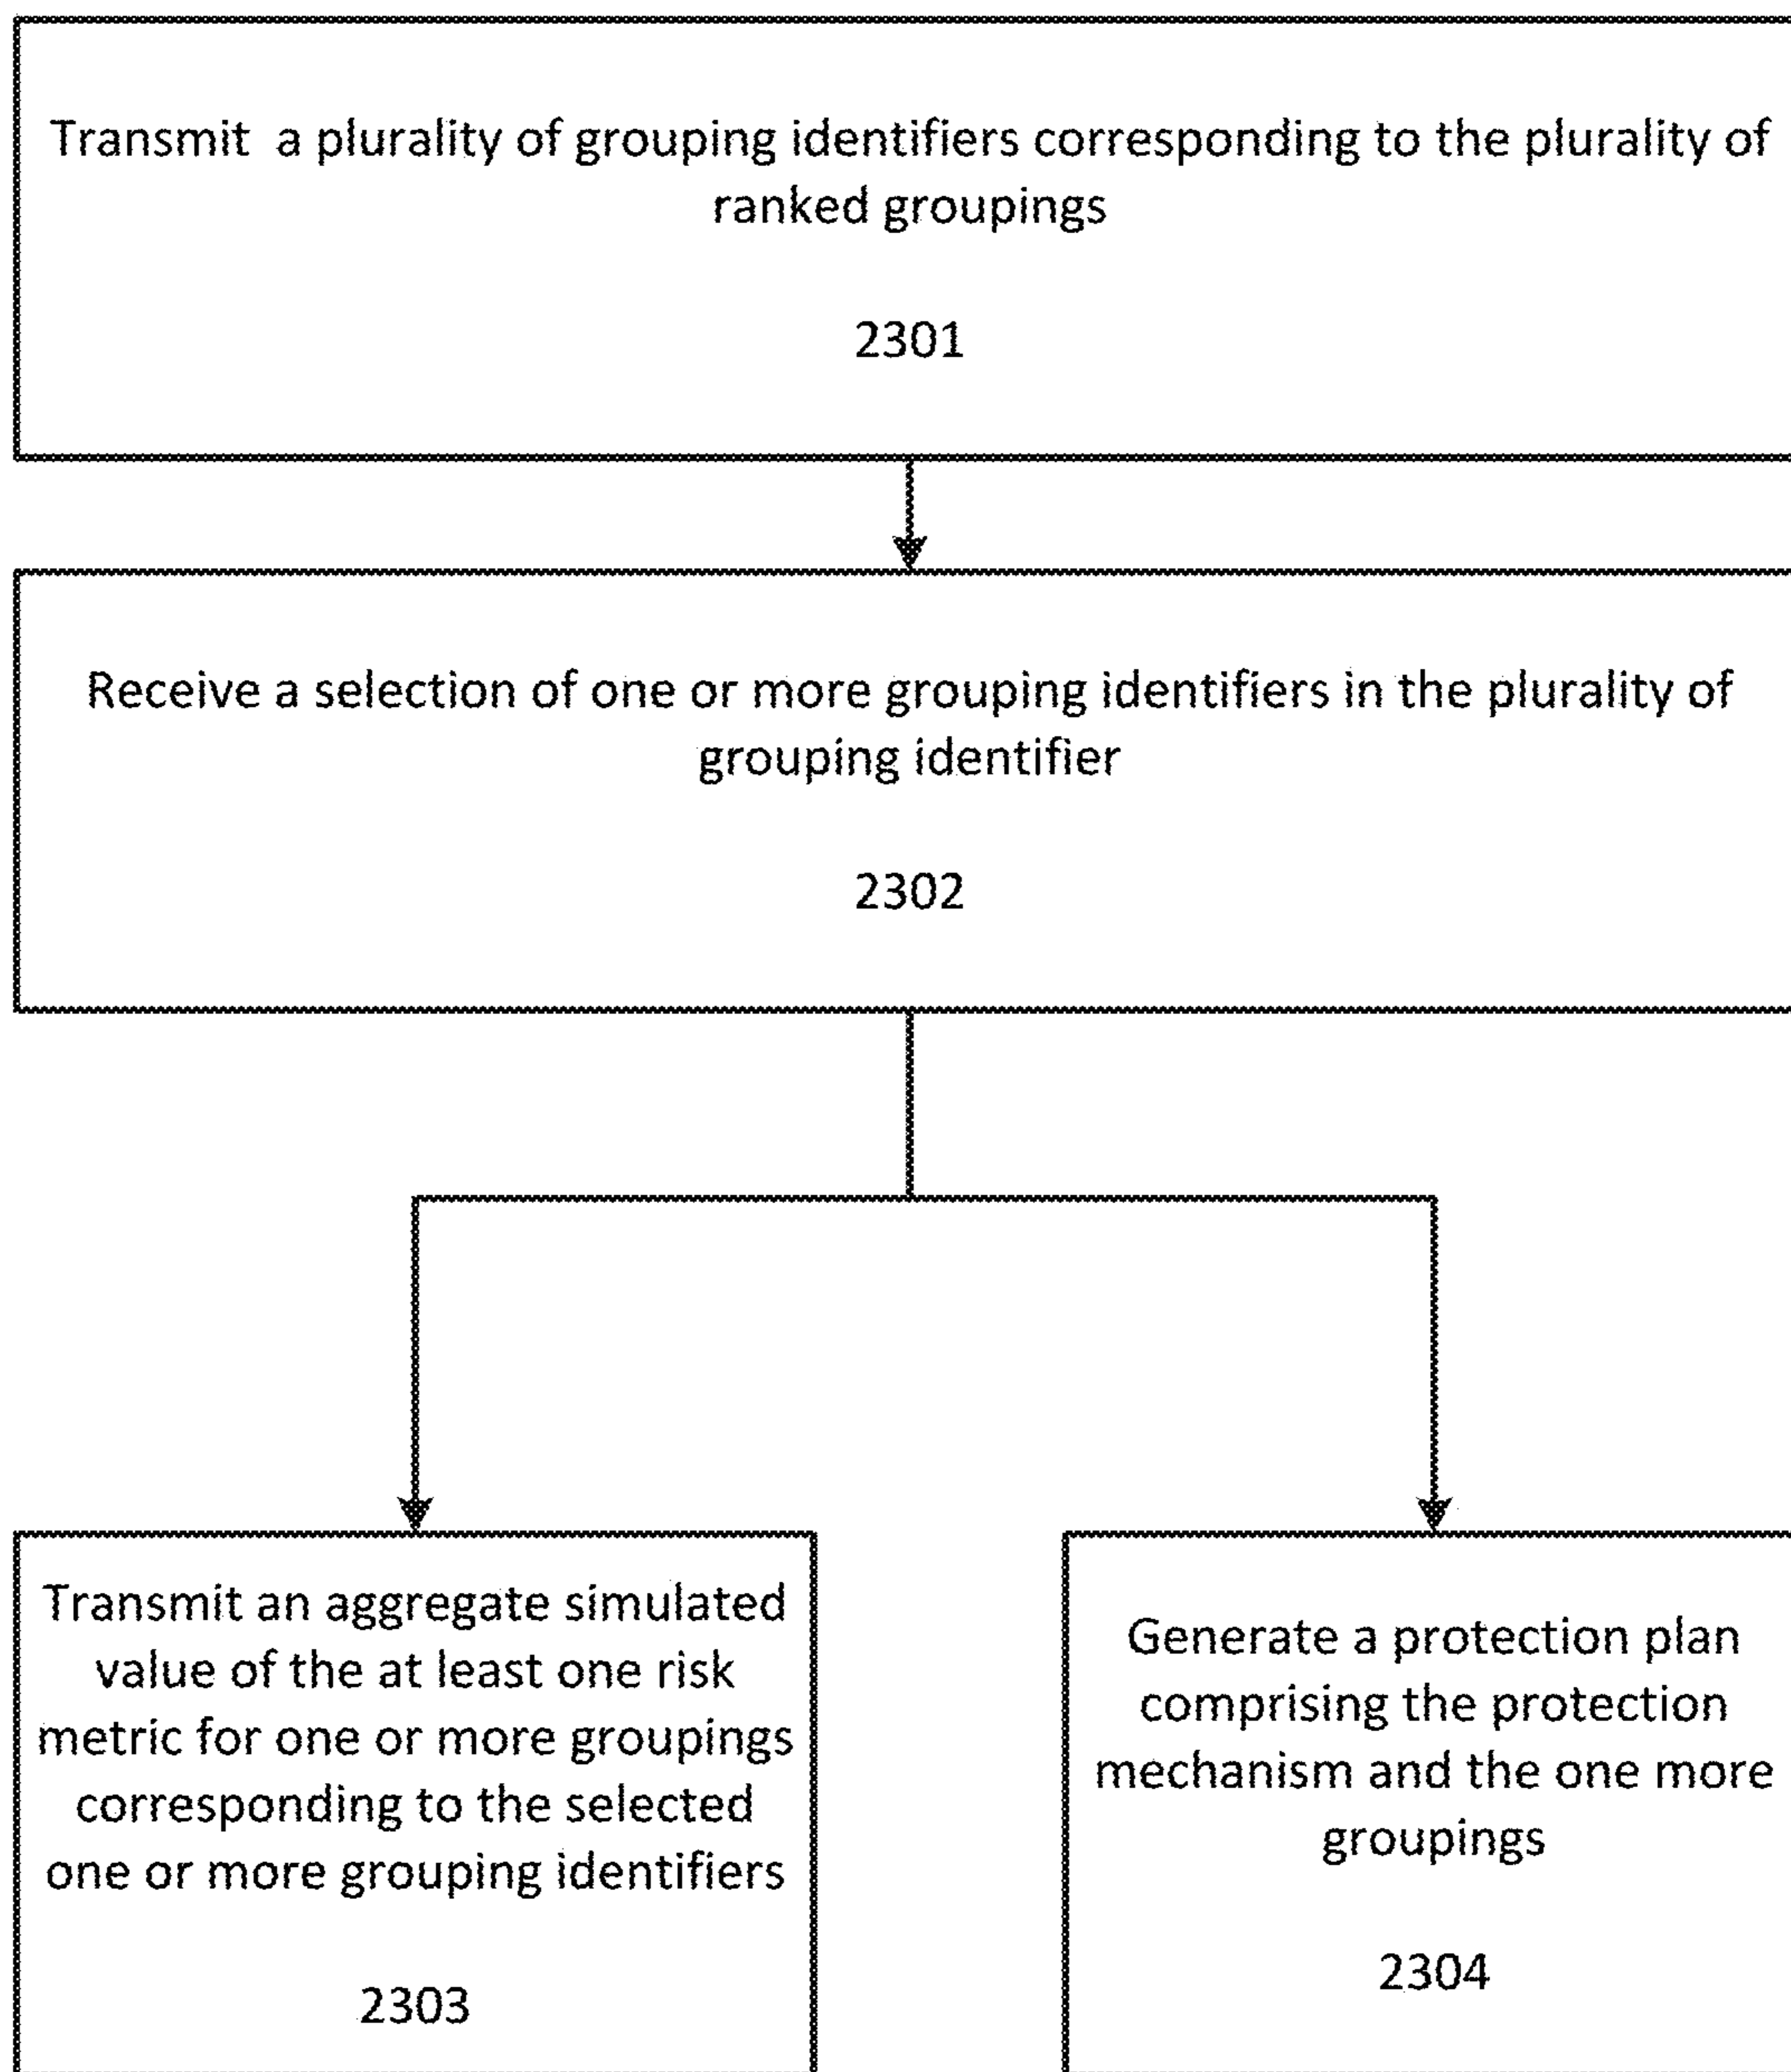 Transmit a plurality of grouping identifiers corresponding to the plurality of
ranked groupings
2301
Receive a selection of one or more grouping identifiers in the plurality of
grouping identifier
2302
Transmit an aggregate simulated
value of the at least one risk
metric for one or more groupings
corresponding to the selected
one or more grouping identifiers
2303
Generate a protection plan
comprising the protection
mechanism and the one more
groupings
2304